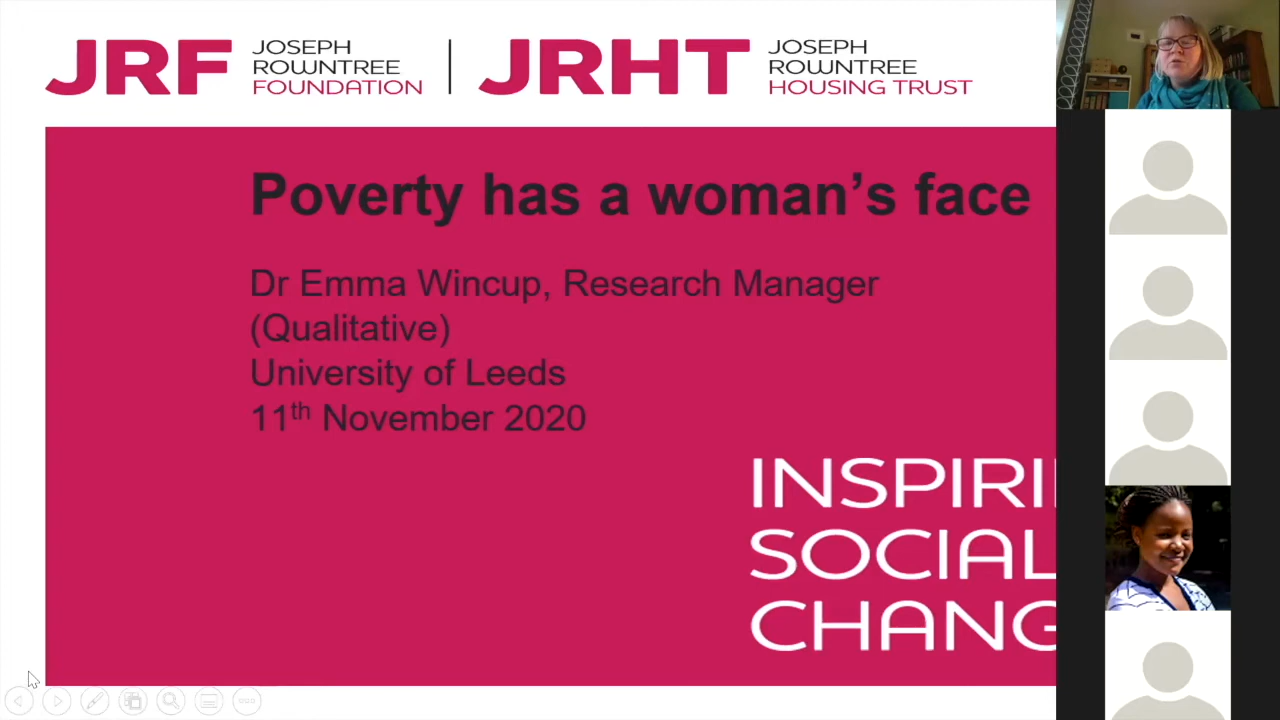 JRF JOSEPH ROWNTREE FOUNDATION
JRHT JOSEPH ROWNTREE HOUSING TRUST
Poverty has a woman’s face
Dr Emma Wincup, Research Manager
(Qualitative)
University of Leeds
11th November 2020
INSPIRI
SOCIAL
CHANG